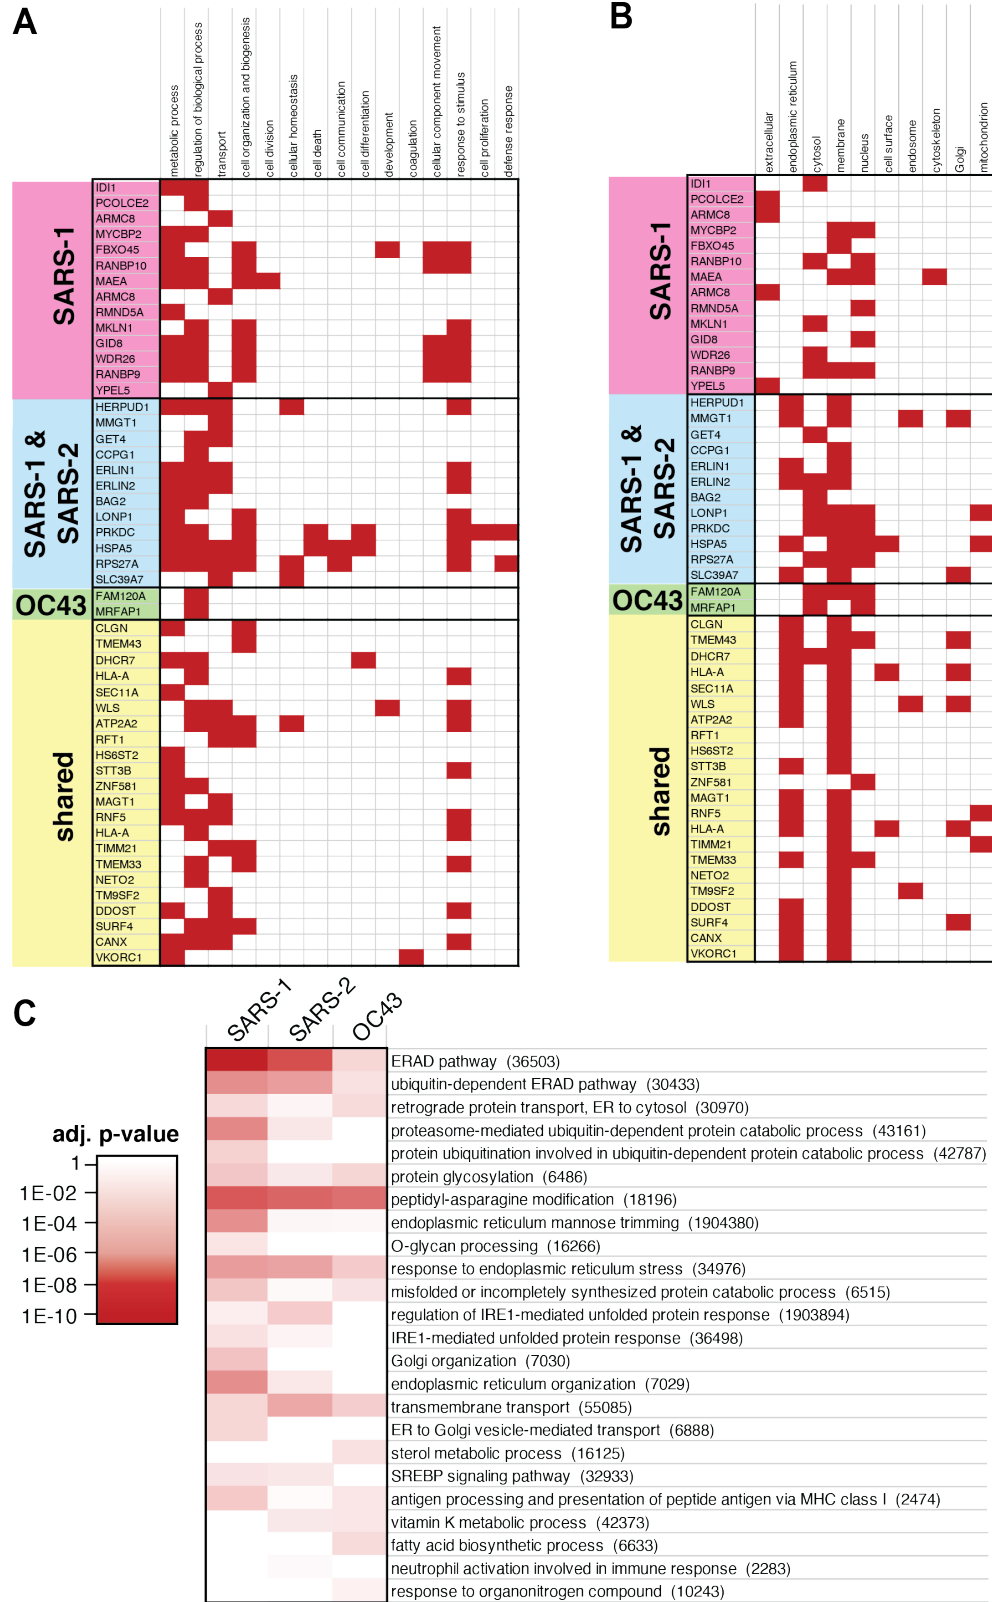 A
metabolic process
regulation of biological process
transport
cell organization and biogenesis
cell division
cellular homeostasis
cell death
cell communication
cell differentiation
development
coagulation
cellular component movement
response to stimulus
cell proliferation
defense response
SARS-1
IDI1
PCOLCE2
ARMC8
MYCBP2
FBXO45
RANBP10
MAEA
ARMC8
RMND5A
MKLN1
GID8
WDR26
RANBP9
YPEL5
SARS-1 &
SARS-2
HERPUD1
MMGT1
GET4
CCPG1
ERLIN1
ERLIN2
BAG2
LONP1
PRKDC
HSPA5
RPS27A
SLC39A7
OC43
FAM120A
MRFAP1
shared
CLGN
TMEM43
DHCR7
HLA-A
SEC11A
WLS
ATP2A2
RFT1
HS6ST2
STT3B
ZNF581
MAGT1
RNF5
HLA-A
TIMM21
TMEM33
NETO2
TM9SF2
DDOST
SURF4
CANX
VKORC1
B
extracellular
endoplasmic reticulum
cytosol
membrane
nucleus
cell surface
endosome
cytoskeleton
Golgi
mitochondrion
SARS-1
IDI1
PCOLCE2
ARMC8
MYCBP2
FBXO45
RANBP10
MAEA
ARMC8
RMND5A
MKLN1
GID8
WDR26
RANBP9
YPEL5
SARS-1 &
SARS-2
HERPUD1
MMGT1
GET4
CCPG1
ERLIN1
ERLIN2
BAG2
LONP1
PRKDC
HSPA5
RPS27A
SLC39A7
OC43
FAM120A
MRFAP1
shared
CLGN
TMEM43
DHCR7
HLA-A
SEC11A
WLS
ATP2A2
RFT1
HS6ST2
STT3B
ZNF581
MAGT1
RNF5
HLA-A
TIMM21
TMEM33
NETO2
TM9SF2
DDOST
SURF4
CANX
VKORC1
C
SARS-1
SARS-2
OC43
adj. p-value
1
1E-02
1E-04
1E-06
1E-08
1E-10
ERAD pathway (36503)
ubiquitin-dependent ERAD pathway (30433)
retrograde protein transport, ER to cytosol (30970)
proteasome-mediated ubiquitin-dependent protein catabolic process (43161)
protein ubiquitination involved in ubiquitin-dependent protein catabolic process (42787)
protein glycosylation (6486)
peptidyl-asparagine modification (18196)
endoplasmic reticulum mannose trimming (1904380)
O-glycan processing (16266)
response to endoplasmic reticulum stress (34976)
misfolded or incompletely synthesized protein catabolic process (6515)
regulation of IRE1-mediated unfolded protein response (1903894)
IRE1-mediated unfolded protein response (36498)
Golgi organization (7030)
endoplasmic reticulum organization (7029)
transmembrane transport (55085)
ER to Golgi vesicle-mediated transport (6888)
sterol metabolic process (16125)
SREBP signaling pathway (32933)
antigen processing and presentation of peptide antigen via MHC class I (2474)
vitamin K metabolic process (42373)
fatty acid biosynthetic process (6633)
neutrophil activation involved in immune response (2283)
response to organonitrogen compound (10243)